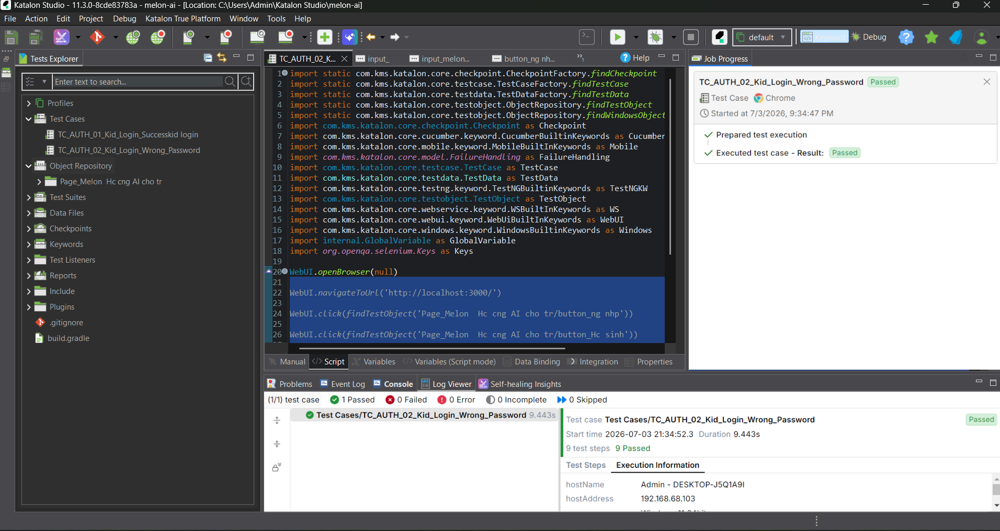 Katalon Studio - 11.3.0-8cde83783a - melon-ai - [Location: C:\Users\Admin\Katalon Studio\melon-ai]
File Action Edit Project Debug Katalon True Platform Window Tools Help
default Keyword Debug
Tests Explorer
Enter text to search...
Profiles
Test Cases
TC_AUTH_01_Kid_Login_Successkid login
TC_AUTH_02_Kid_Login_Wrong_Password
Object Repository
Page_Melon Hc cng AI cho tr
Test Suites
Data Files
Checkpoints
Keywords
Test Listeners
Reports
Include
Plugins
.gitignore
build.gradle
TC_AUTH_02_K... input_ input_melon... button_ng nh... Help
1 import static com.kms.katalon.core.checkpoint.CheckpointFactory.findCheckpoint
2 import static com.kms.katalon.core.testcase.TestCaseFactory.findTestCase
3 import static com.kms.katalon.core.testdata.TestDataFactory.findTestData
4 import static com.kms.katalon.core.testobject.ObjectRepository.findTestObject
5 import static com.kms.katalon.core.testobject.ObjectRepository.findWindowsObject
6 import com.kms.katalon.core.checkpoint.Checkpoint as Checkpoint
7 import com.kms.katalon.core.cucumber.keyword.CucumberBuiltinKeywords as Cucumber
8 import com.kms.katalon.core.mobile.keyword.MobileBuiltInKeywords as Mobile
9 import com.kms.katalon.core.model.FailureHandling as FailureHandling
10 import com.kms.katalon.core.testcase.TestCase as TestCase
11 import com.kms.katalon.core.testdata.TestData as TestData
12 import com.kms.katalon.core.testng.keyword.TestNGBuiltinKeywords as TestNGKW
13 import com.kms.katalon.core.testobject.TestObject as TestObject
14 import com.kms.katalon.core.webservice.keyword.WSBuiltInKeywords as WS
15 import com.kms.katalon.core.webui.keyword.WebUiBuiltInKeywords as WebUI
16 import com.kms.katalon.core.windows.keyword.WindowsBuiltinKeywords as Windows
17 import internal.GlobalVariable as GlobalVariable
18 import org.openqa.selenium.Keys as Keys
19
20 WebUI.openBrowser(null)
21
22 WebUI.navigateToUrl('http://localhost:3000/')
23
24 WebUI.click(findTestObject('Page_Melon  Hc cng AI cho tr/button_ng nhp'))
25
26 WebUI.click(findTestObject('Page_Melon  Hc cng AI cho tr/button_Hc sinh'))
Manual Script Variables Variables (Script mode) Data Binding Integration Properties
Job Progress
TC_AUTH_02_Kid_Login_Wrong_Password Passed
Test Case Chrome
Started at 7/3/2026, 9:34:47 PM
Prepared test execution
Executed test case - Result: Passed
Problems Event Log Console Log Viewer Self-healing Insights
(1/1) test case 1 Passed 0 Failed 0 Error 0 Incomplete 0 Skipped
Test Cases/TC_AUTH_02_Kid_Login_Wrong_Password 9.443s
Test case Test Cases/TC_AUTH_02_Kid_Login_Wrong_Password Passed
Start time 2026-07-03 21:34:52.3 Duration 9.443s
9 test steps 9 Passed
Test Steps Execution Information
hostName Admin - DESKTOP-J5Q1A9I
hostAddress 192.168.68.103